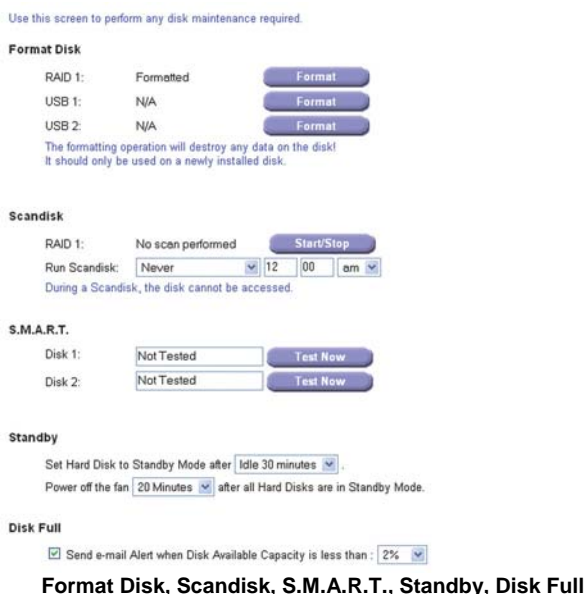 Use this screen to perform any disk maintenance required.
Format Disk
RAID 1: Formatted Format
USB 1: N/A Format
USB 2: N/A Format
The formatting operation will destroy any data on the disk!
It should only be used on a newly installed disk.
Scandisk
RAID 1: No scan performed Start/Stop
Run Scandisk: Never 12 00 am
During a Scandisk, the disk cannot be accessed.
S.M.A.R.T.
Disk 1: Not Tested Test Now
Disk 2: Not Tested Test Now
Standby
Set Hard Disk to Standby Mode after Idle 30 minutes .
Power off the fan 20 Minutes after all Hard Disks are in Standby Mode.
Disk Full
Send e-mail Alert when Disk Available Capacity is less than : 2%
Format Disk, Scandisk, S.M.A.R.T., Standby, Disk Full